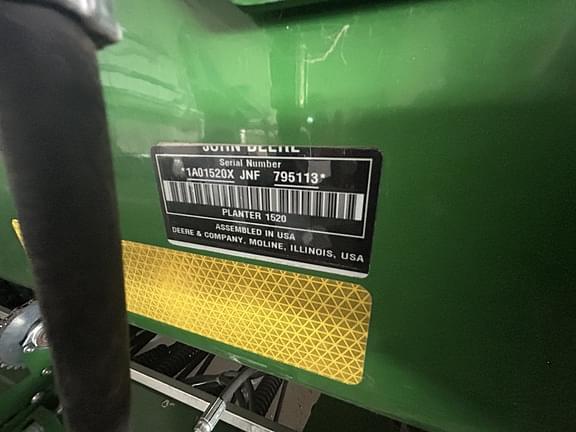 JOHN DEERE
Serial Number
*1A01520X JNF 795113*
PLANTER 1520
ASSEMBLED IN USA
DEERE & COMPANY, MOLINE, ILLINOIS, USA